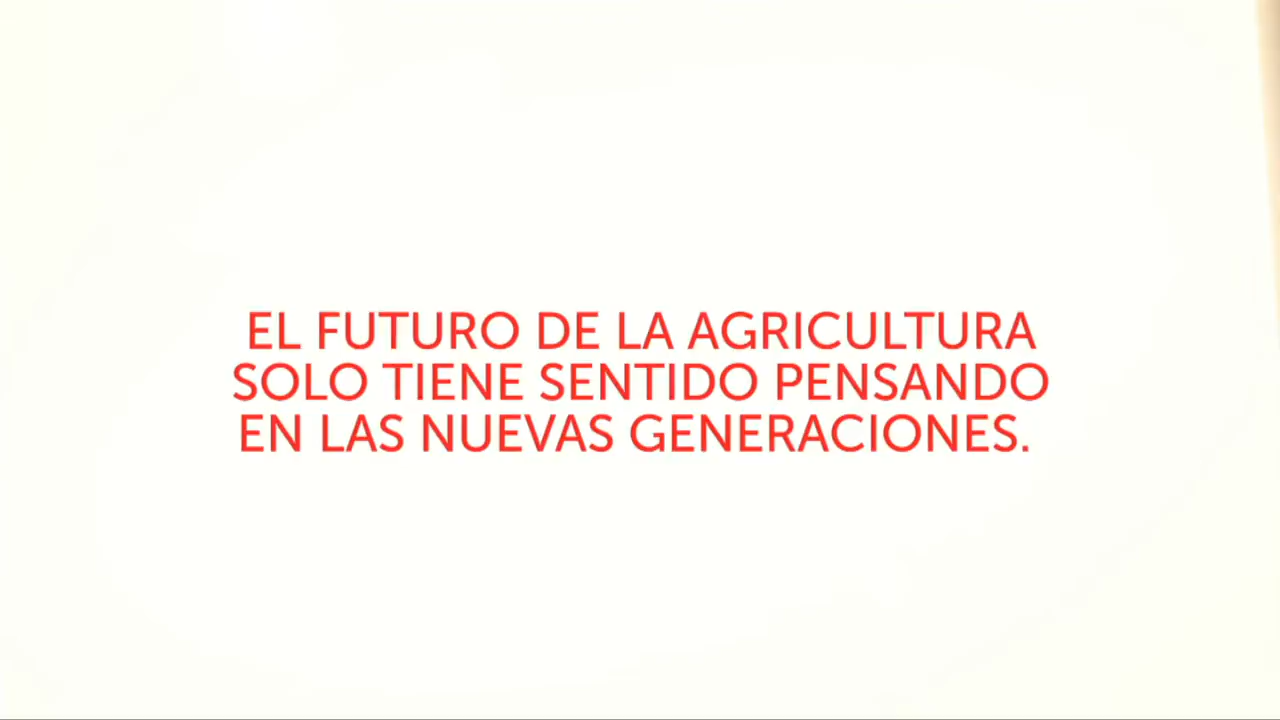 EL FUTURO DE LA AGRICULTURA
SOLO TIENE SENTIDO PENSANDO
EN LAS NUEVAS GENERACIONES.